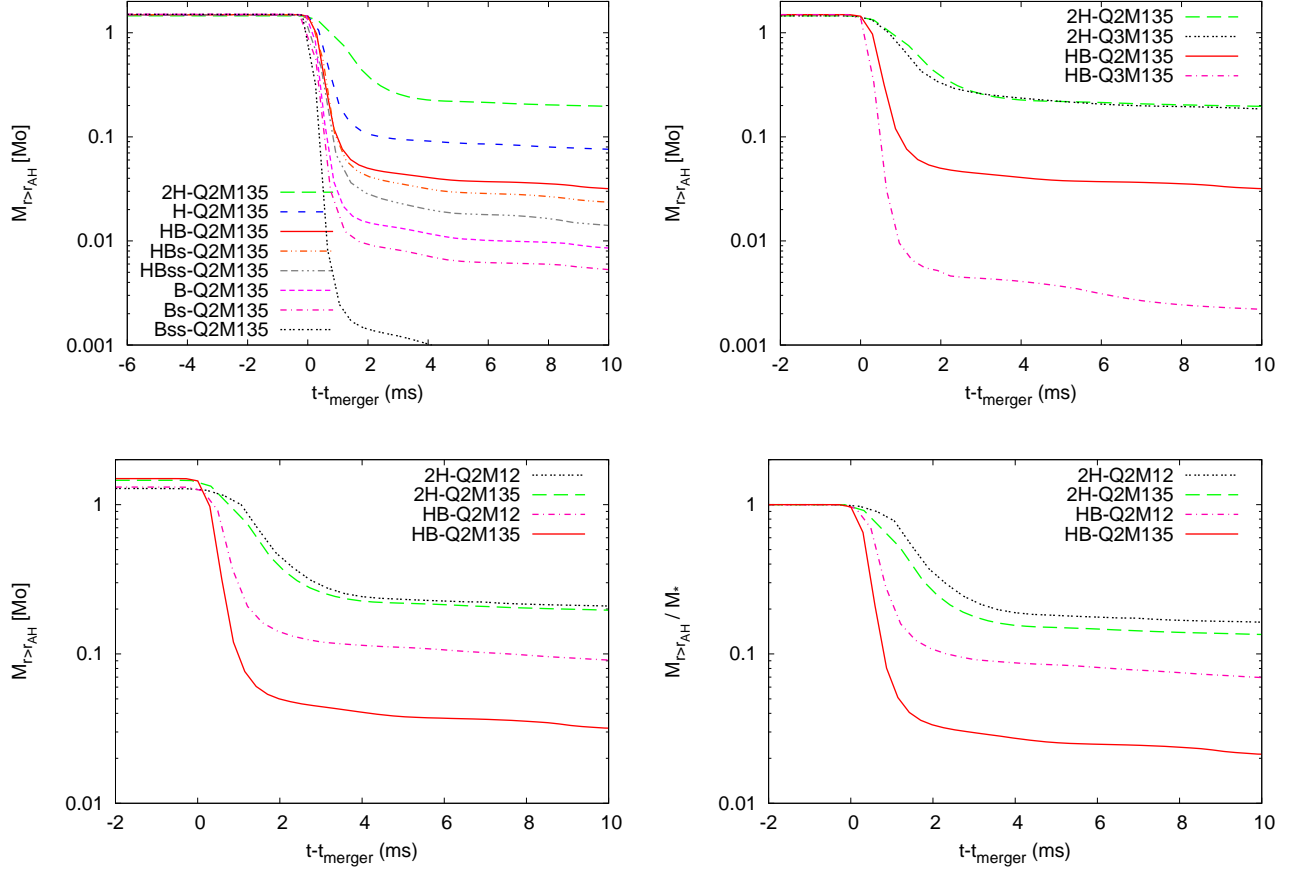 M_{r>r_{AH}} [Mo]
1
0.1
0.01
0.001
2H-Q2M135
H-Q2M135
HB-Q2M135
HBs-Q2M135
HBss-Q2M135
B-Q2M135
Bs-Q2M135
Bss-Q2M135
-6 -4 -2 0 2 4 6 8 10
t-t_{merger} (ms)
M_{r>r_{AH}} [Mo]
1
0.1
0.01
0.001
2H-Q2M135
2H-Q3M135
HB-Q2M135
HB-Q3M135
-2 0 2 4 6 8 10
t-t_{merger} (ms)
M_{r>r_{AH}} [Mo]
1
0.1
0.01
2H-Q2M12
2H-Q2M135
HB-Q2M12
HB-Q2M135
-2 0 2 4 6 8 10
t-t_{merger} (ms)
M_{r>r_{AH}} / M_*
1
0.1
0.01
2H-Q2M12
2H-Q2M135
HB-Q2M12
HB-Q2M135
-2 0 2 4 6 8 10
t-t_{merger} (ms)